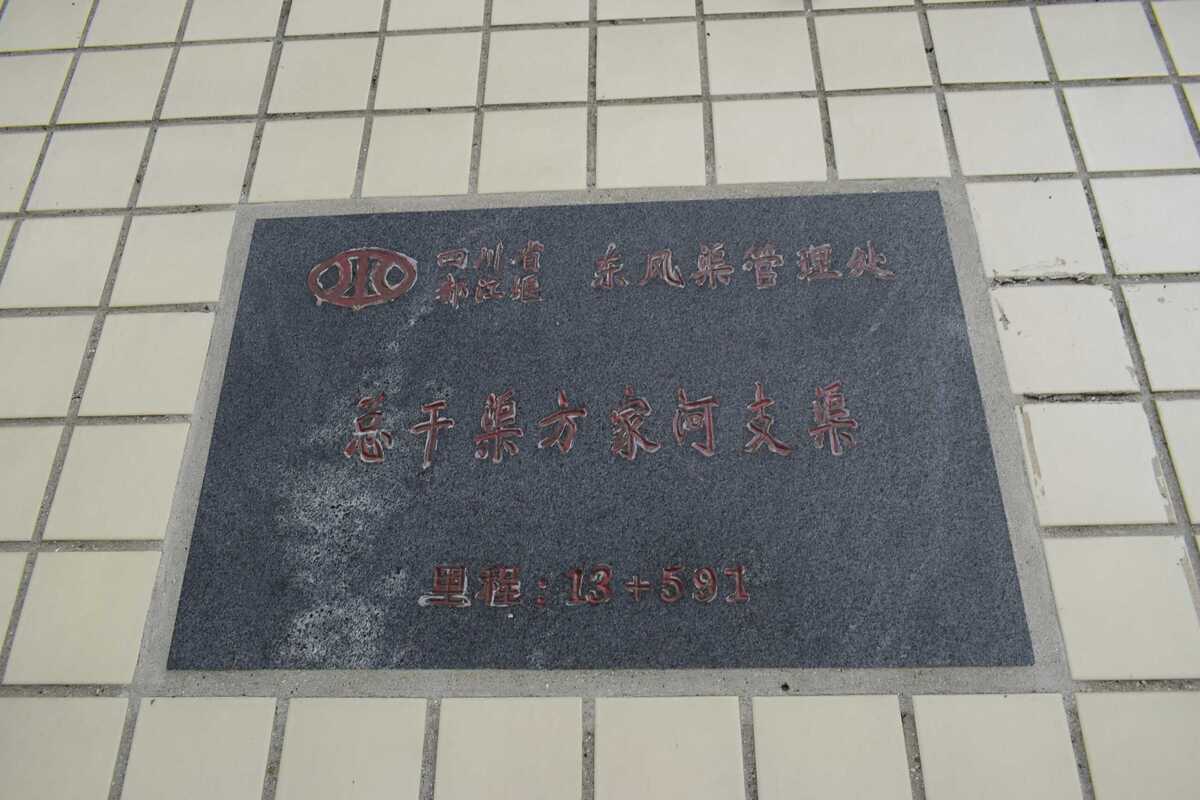 四川省
都江堰
东风渠管理处
总干渠方家河支渠
里程：13+591